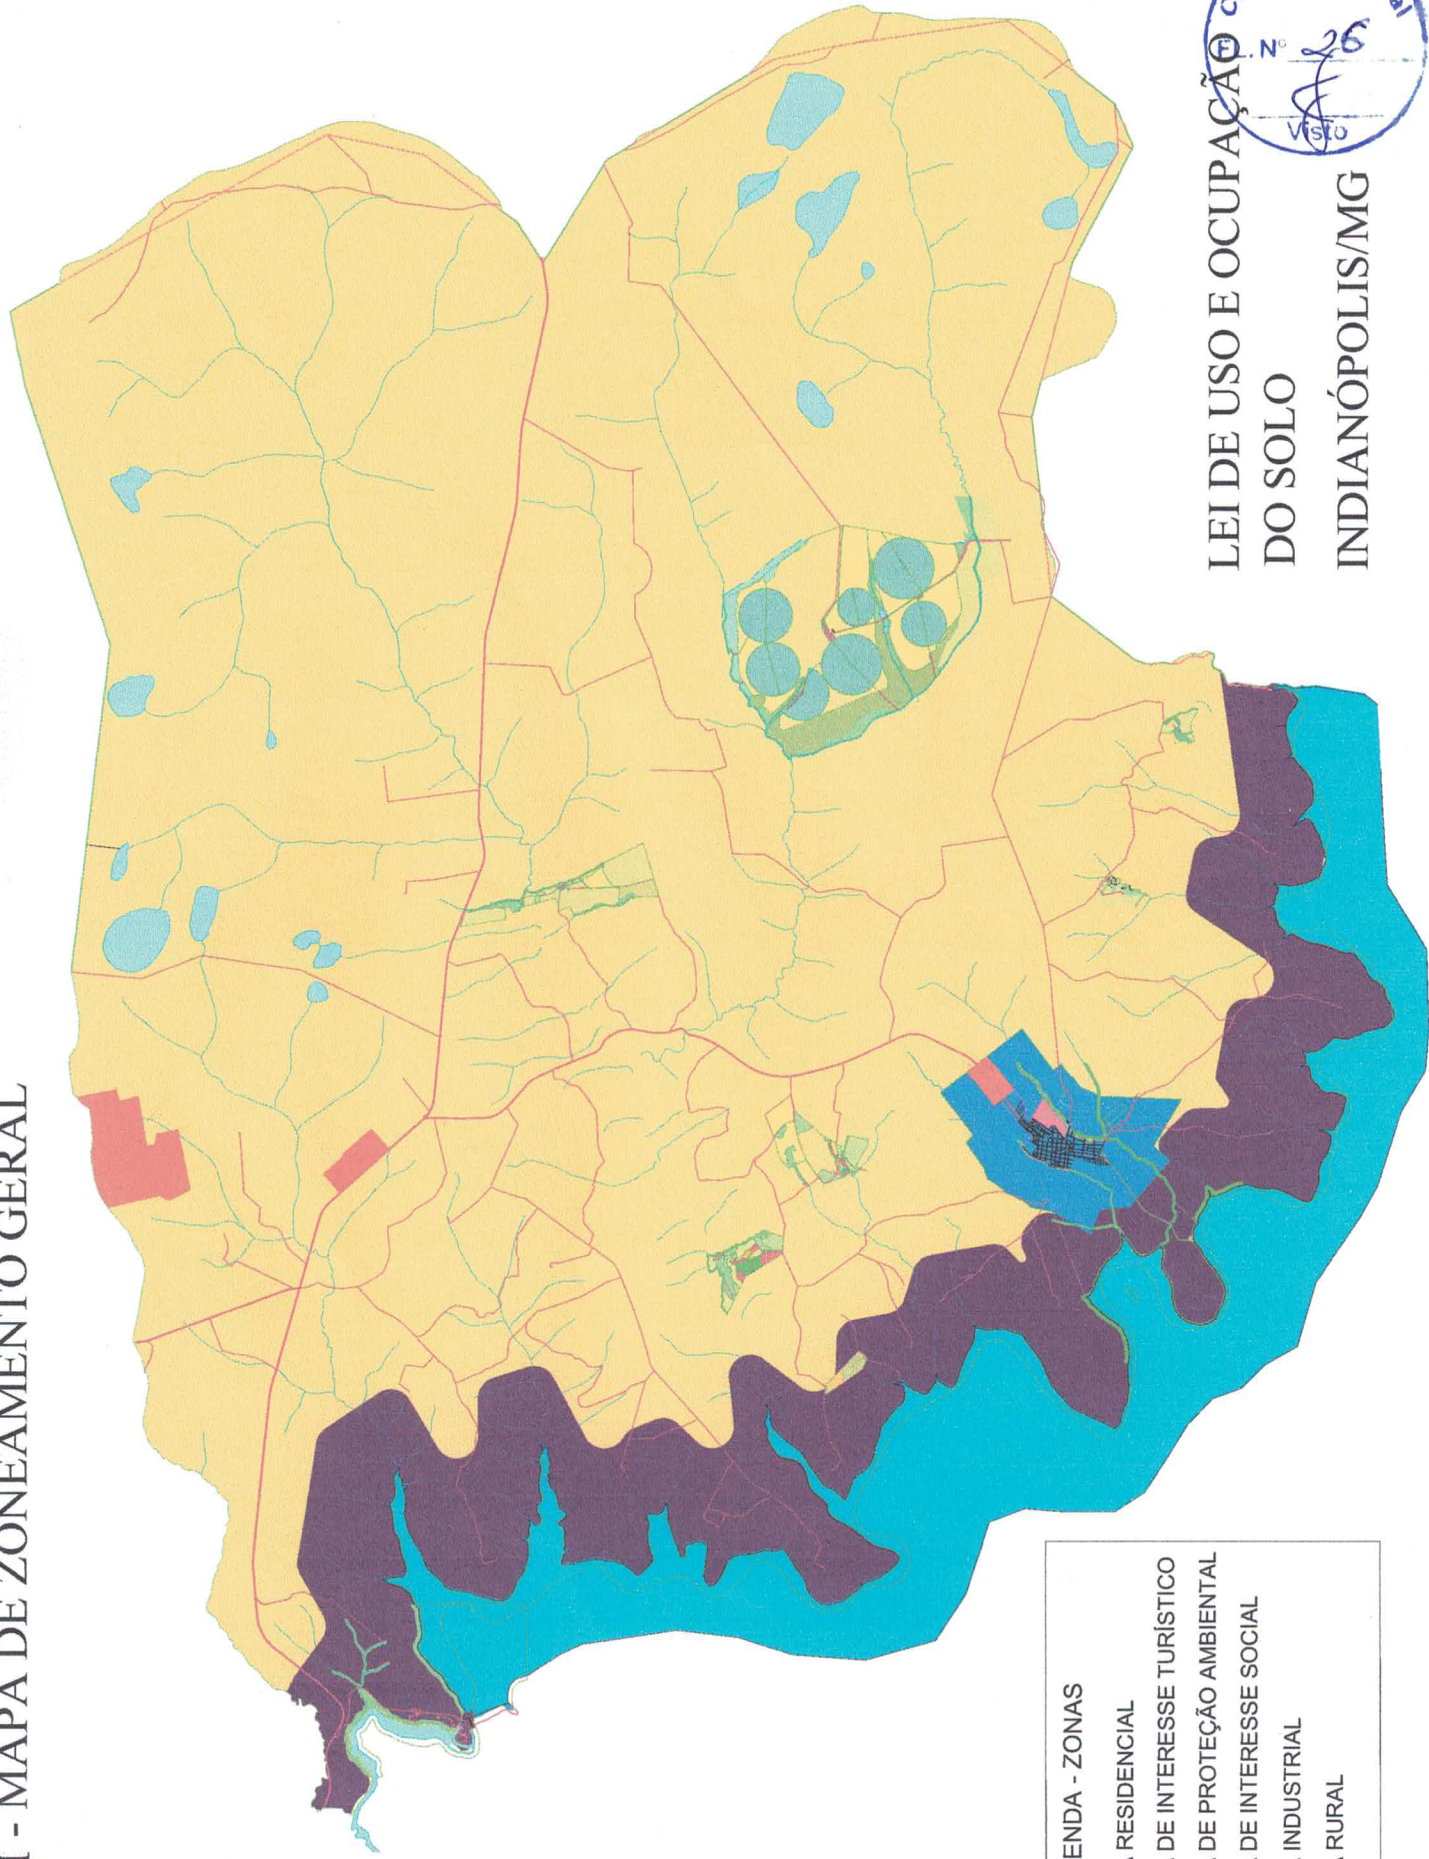 - MAPA DE ZONEAMENTO GERAL
LEI DE USO E OCUPAÇÃO
DO SOLO
INDIANÓPOLIS/MG
FL. Nº 26
Visto
ENDA - ZONAS
RESIDENCIAL
DE INTERESSE TURÍSTICO
DE PROTEÇÃO AMBIENTAL
DE INTERESSE SOCIAL
INDUSTRIAL
RURAL